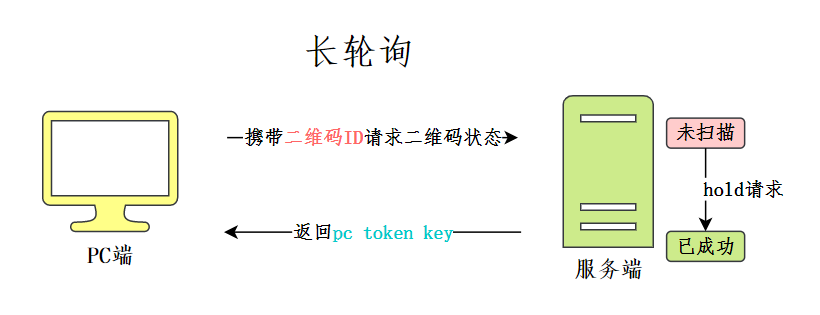 长轮询
携带二维码ID请求二维码状态
未扫描
hold请求
返回pc token key
已成功
PC端
服务端